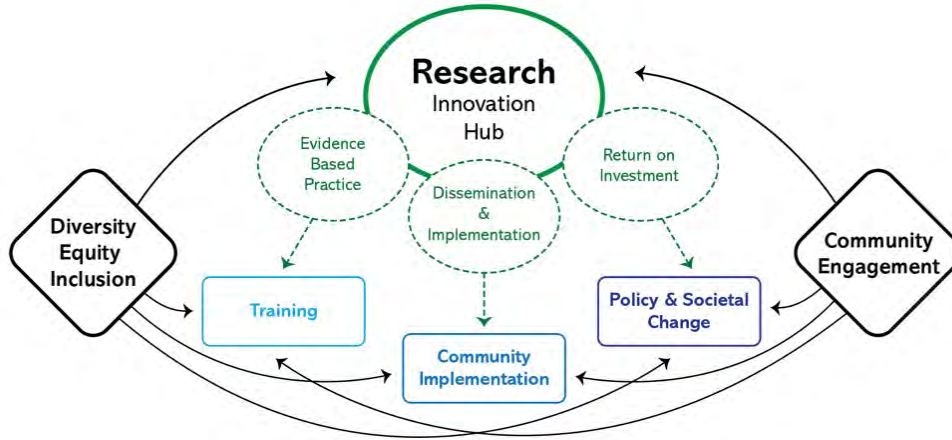 Research
Innovation
Hub
Evidence
Based
Practice
Dissemination
&
Implementation
Return on
Investment
Diversity
Equity
Inclusion
Community
Engagement
Training
Policy & Societal
Change
Community
Implementation